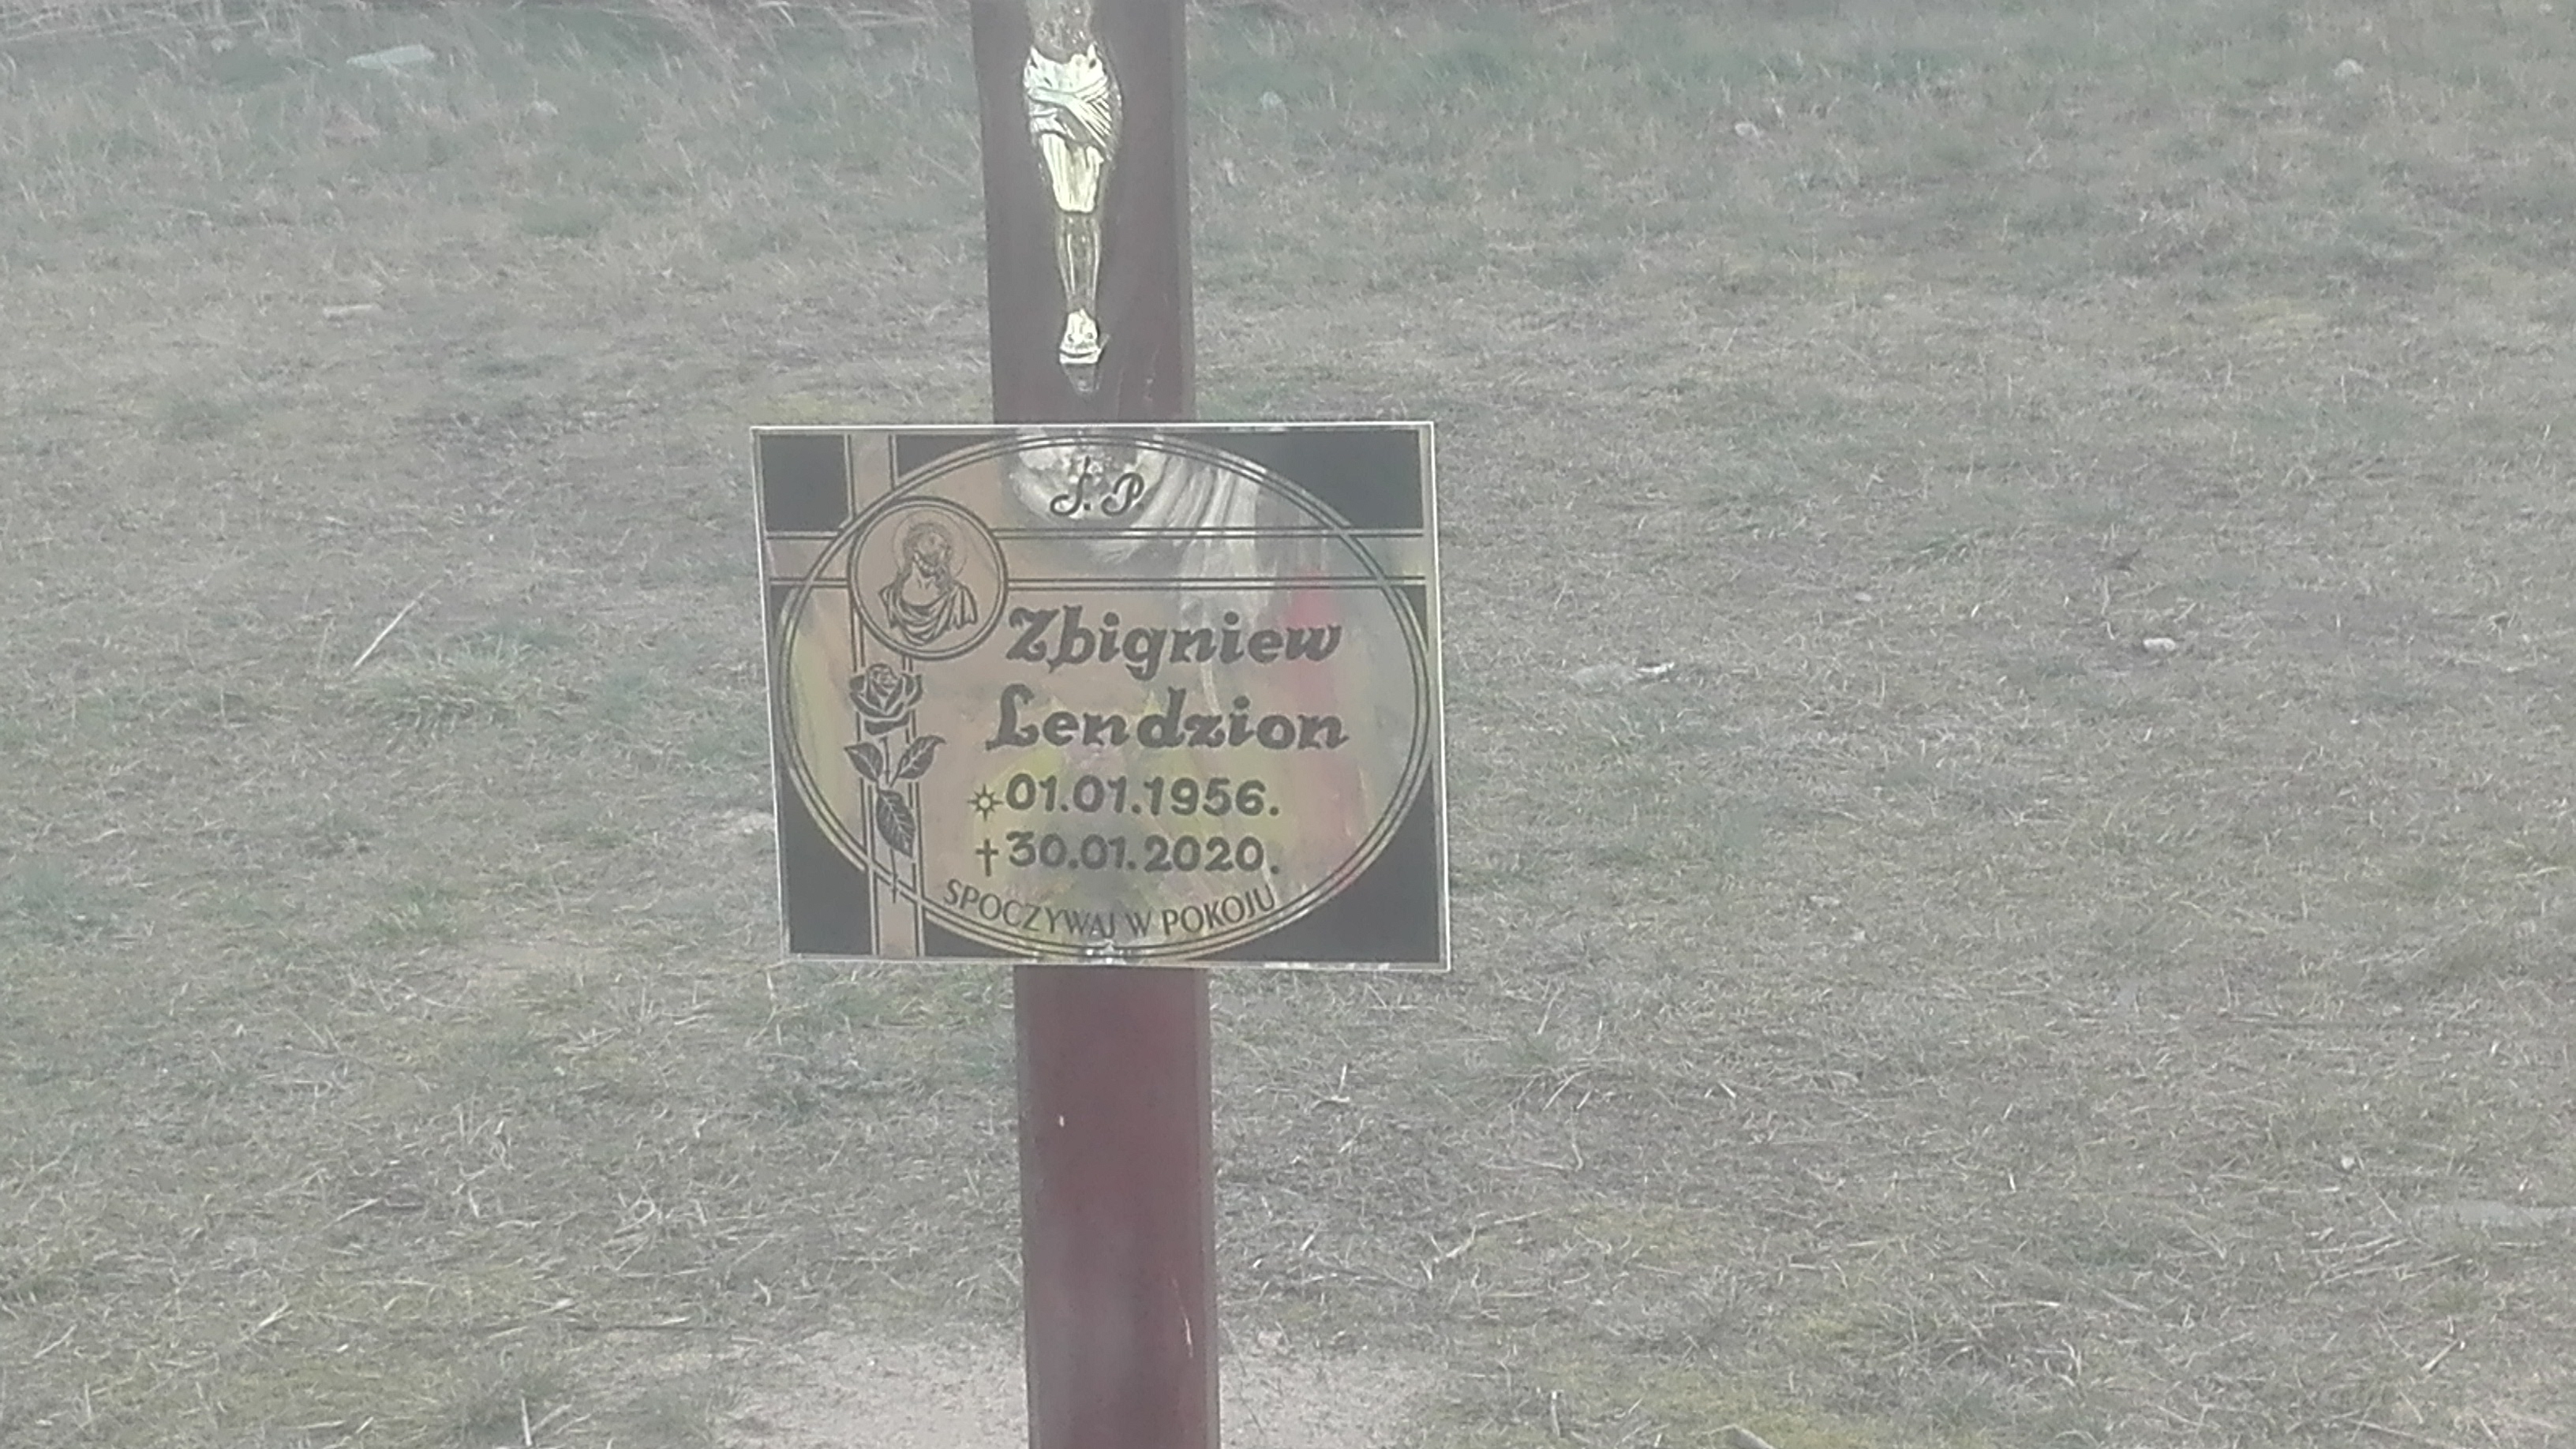 Ś. P.
Zbigniew
Lendzion
01.01.1956.
†30.01.2020.
SPOCZYWAJ W POKOJU